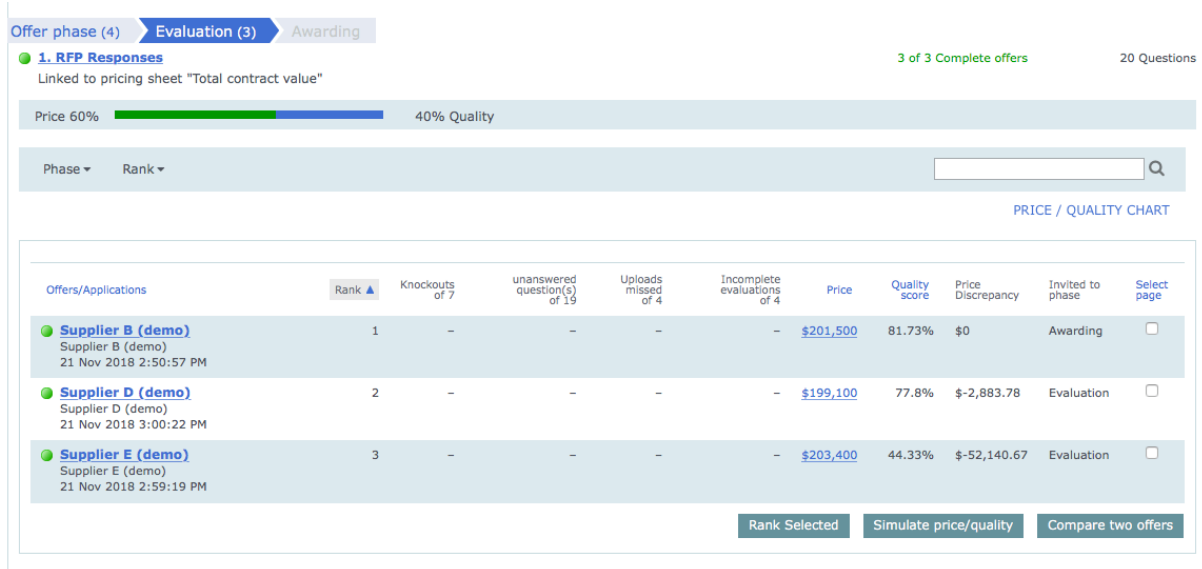 Offer phase (4) Evaluation (3) Awarding
1. RFP Responses 3 of 3 Complete offers 20 Questions
Linked to pricing sheet "Total contract value"
Price 60% 40% Quality
Phase Rank
PRICE / QUALITY CHART
Offers/Applications Rank ▲ Knockouts of 7 unanswered question(s) of 19 Uploads missed of 4 Incomplete evaluations of 4 Price Quality score Price Discrepancy Invited to phase Select page
Supplier B (demo) 1 – – – – $201,500 81.73% $0 Awarding
Supplier B (demo)
21 Nov 2018 2:50:57 PM
Supplier D (demo) 2 – – – – $199,100 77.8% $-2,883.78 Evaluation
Supplier D (demo)
21 Nov 2018 3:00:22 PM
Supplier E (demo) 3 – – – – $203,400 44.33% $-52,140.67 Evaluation
Supplier E (demo)
21 Nov 2018 2:59:19 PM
Rank Selected Simulate price/quality Compare two offers